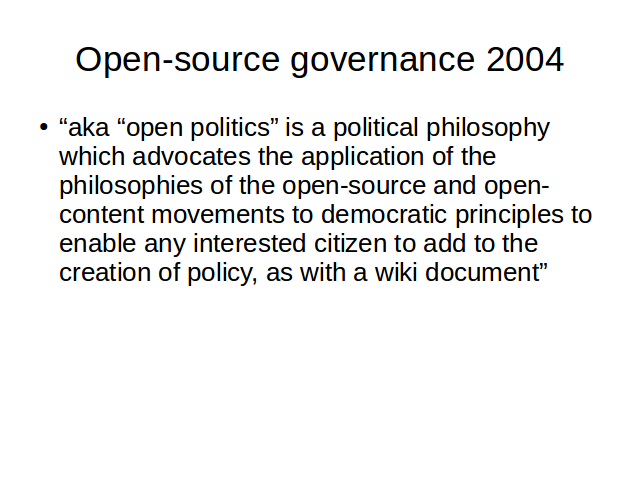 Open-source governance 2004
• “aka “open politics” is a political philosophy
which advocates the application of the
philosophies of the open-source and open-
content movements to democratic principles to
enable any interested citizen to add to the
creation of policy, as with a wiki document”